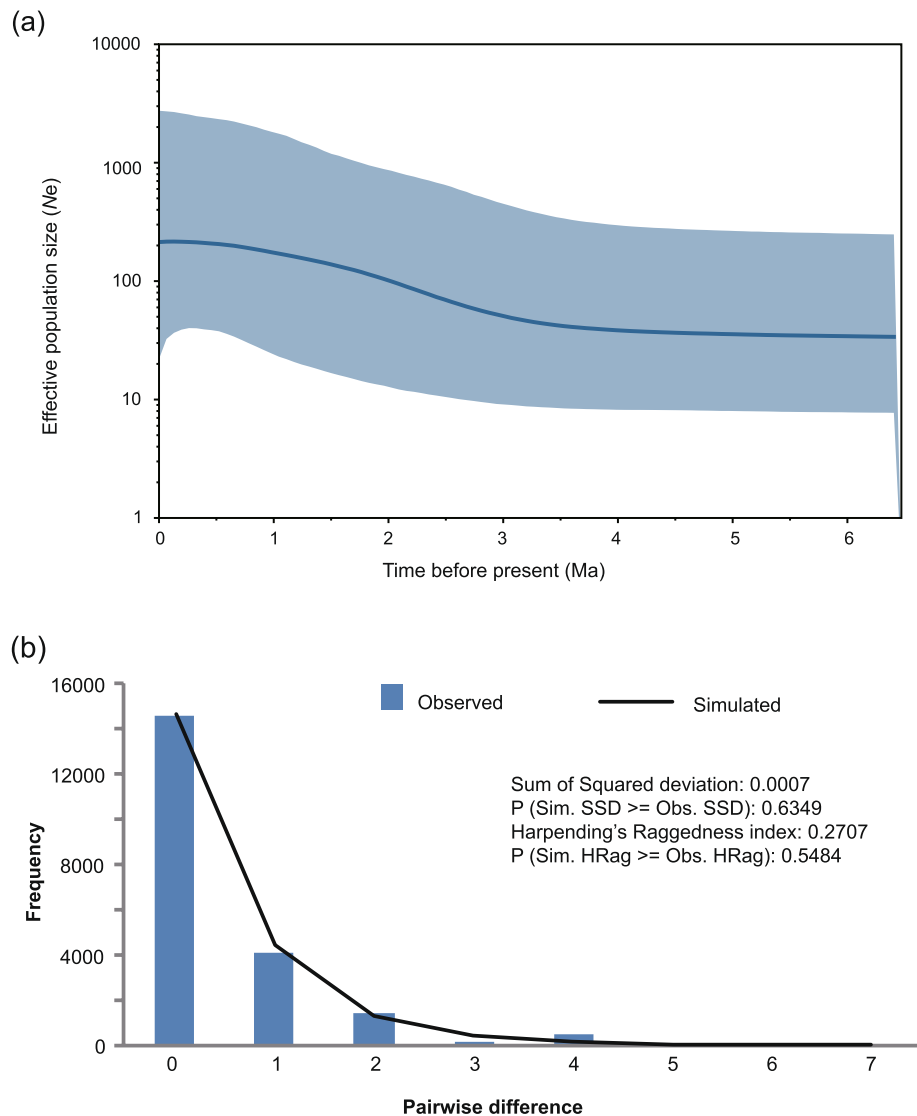 (a)
10000
1000
100
10
1
Effective population size (Ne)
0 1 2 3 4 5 6
Time before present (Ma)
(b)
16000
12000
8000
4000
0
Frequency
Observed
Simulated
Sum of Squared deviation: 0.0007
P (Sim. SSD >= Obs. SSD): 0.6349
Harpending's Raggedness index: 0.2707
P (Sim. HRag >= Obs. HRag): 0.5484
0 1 2 3 4 5 6 7
Pairwise difference